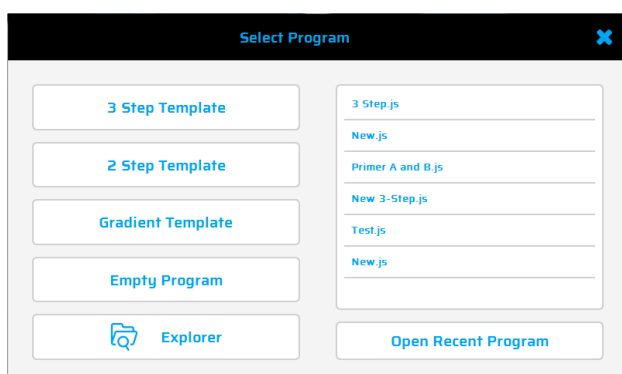 Select Program
3 Step Template
2 Step Template
Gradient Template
Empty Program
Explorer
3 Step.js
New.js
Primer A and B.js
New 3-Step.js
Test.js
New.js
Open Recent Program